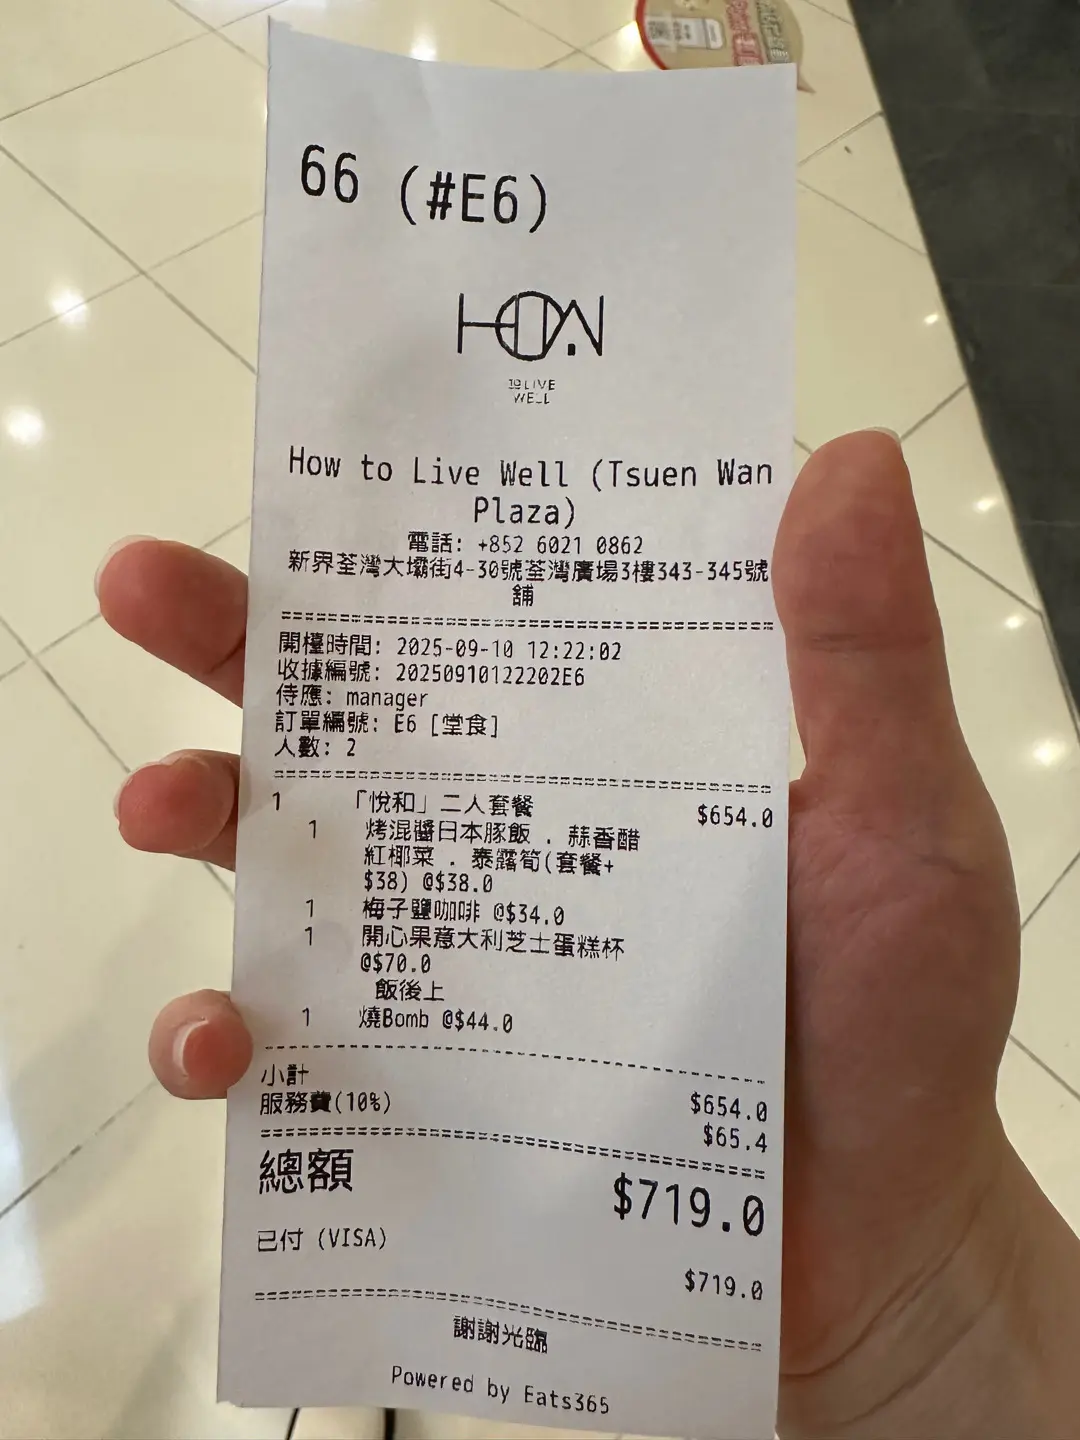 66 (#E6)
HOW
TO LIVE
WELL
How to Live Well (Tsuen Wan
Plaza)
電話: +852 6021 0862
新界荃灣大壩街4-30號荃灣廣場3樓343-345號
舖
開檯時間: 2025-09-10 12:22:02
收據編號: 20250910122202E6
侍應: manager
訂單編號: E6 [堂食]
人數: 2
1 「悅和」二人套餐 $654.0
1 烤混醬日本豚飯 . 蒜香醋
紅椰菜 . 泰露筍(套餐+
$38) @$38.0
1 梅子鹽咖啡 @$34.0
1 開心果意大利芝士蛋糕杯
@$70.0
飯後上
1 燒Bomb @$44.0
小計 $654.0
服務費(10%) $65.4
總額 $719.0
已付 (VISA) $719.0
謝謝光臨
Powered by Eats365